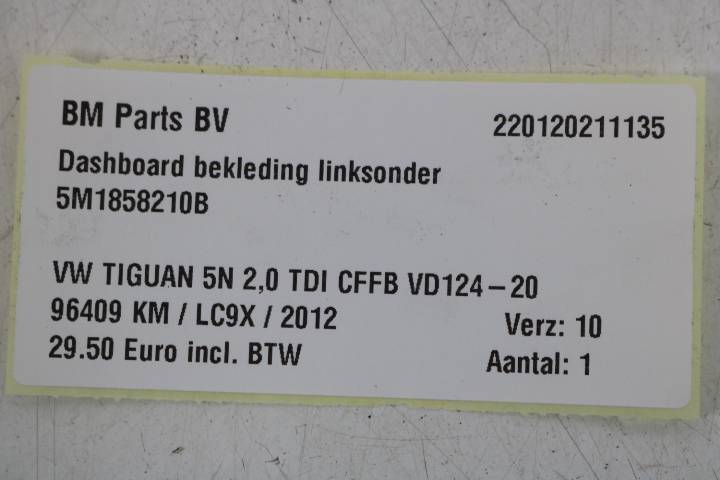 BM Parts BV 220120211135
Dashboard bekleding linksonder
5M1858210B
VW TIGUAN 5N 2,0 TDI CFFB VD124-20
96409 KM / LC9X / 2012 Verz: 10
29.50 Euro incl. BTW Aantal: 1